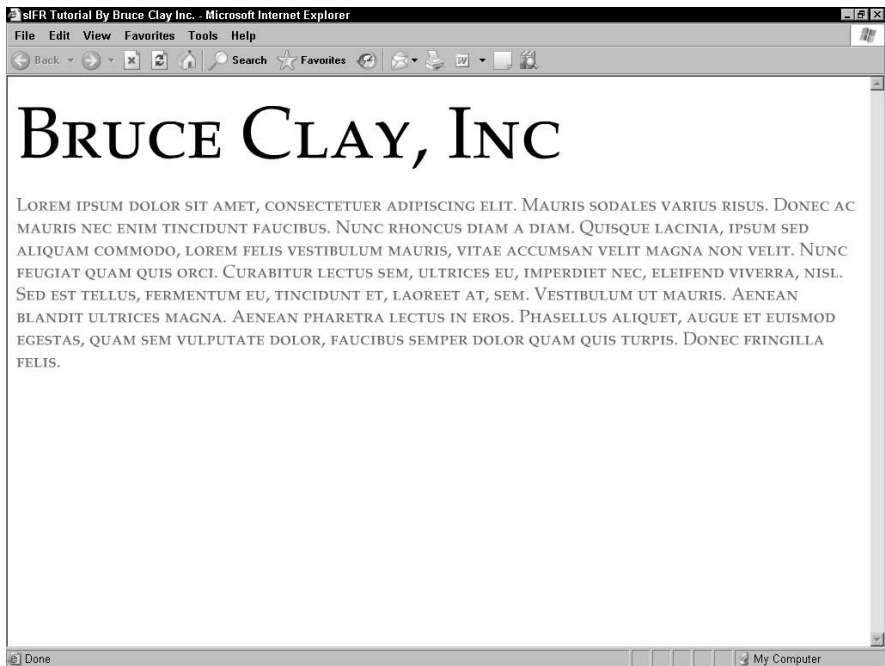 sIFR Tutorial By Bruce Clay Inc. - Microsoft Internet Explorer
File Edit View Favorites Tools Help
Back Search Favorites
Bruce Clay, Inc
Lorem ipsum dolor sit amet, consectetuer adipiscing elit. Mauris sodales varius risus. Donec ac
mauris nec enim tincidunt faucibus. Nunc rhoncus diam a diam. Quisque lacinia, ipsum sed
aliquam commodo, lorem felis vestibulum mauris, vitae accumsan velit magna non velit. Nunc
feugiat quam quis orci. Curabitur lectus sem, ultrices eu, imperdiet nec, eleifend viverra, nisl.
Sed est tellus, fermentum eu, tincidunt et, laoreet at, sem. Vestibulum ut mauris. Aenean
blandit ultrices magna. Aenean pharetra lectus in eros. Phasellus aliquet, augue et euismod
egestas, quam sem vulputate dolor, faucibus semper dolor quam quis turpis. Donec fringilla
felis.
Done My Computer